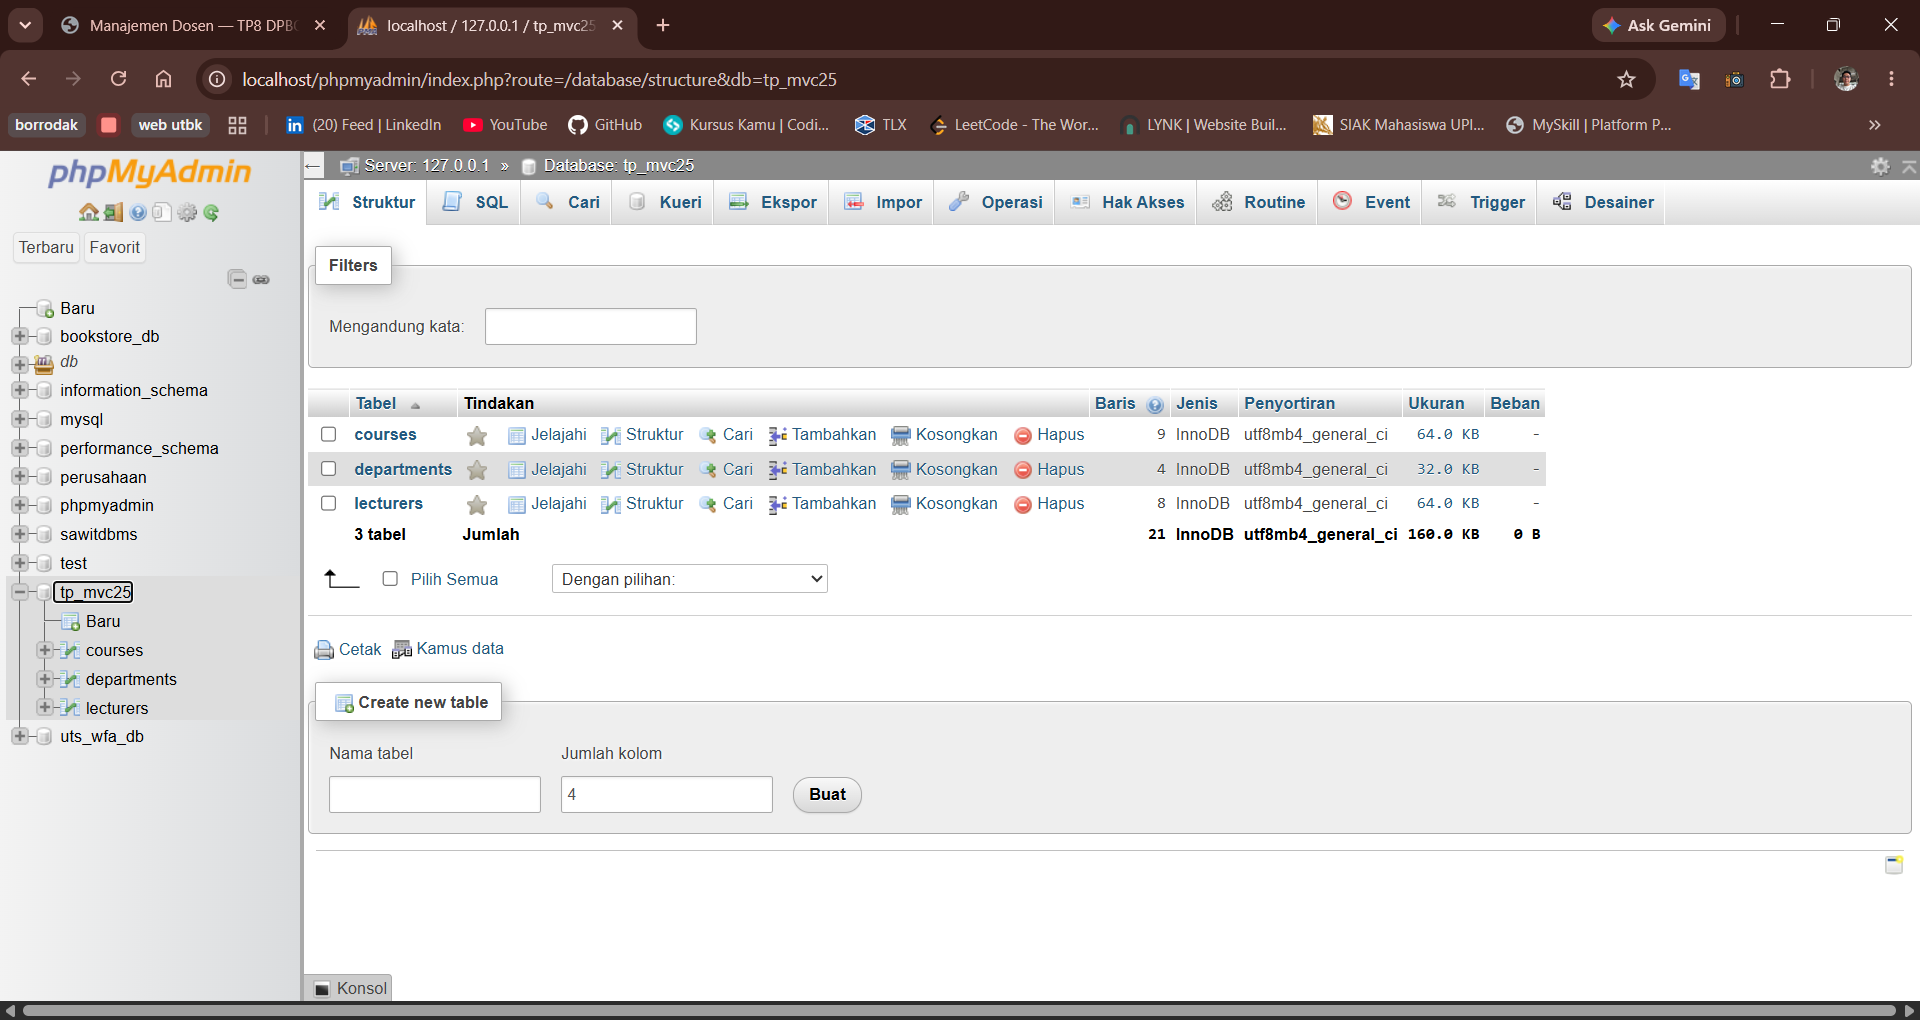 Manajemen Dosen — TP8 DPB
localhost / 127.0.0.1 / tp_mvc25
Ask Gemini
localhost/phpmyadmin/index.php?route=/database/structure&db=tp_mvc25
borrodak
web utbk
(20) Feed | LinkedIn
YouTube
GitHub
Kursus Kamu | Codi...
TLX
LeetCode - The Wor...
LYNK | Website Buil...
SIAK Mahasiswa UPI...
MySkill | Platform P...
»
phpMyAdmin
Terbaru
Favorit
Baru
bookstore_db
db
information_schema
mysql
performance_schema
perusahaan
phpmyadmin
sawitdbms
test
tp_mvc25
Baru
courses
departments
lecturers
uts_wfa_db
Server: 127.0.0.1 » Database: tp_mvc25
Struktur SQL Cari Kueri Ekspor Impor Operasi Hak Akses Routine Event Trigger Desainer
Filters
Mengandung kata:
Tabel Tindakan Baris Jenis Penyortiran Ukuran Beban
courses Jelajahi Struktur Cari Tambahkan Kosongkan Hapus 9 InnoDB utf8mb4_general_ci 64.0 KB -
departments Jelajahi Struktur Cari Tambahkan Kosongkan Hapus 4 InnoDB utf8mb4_general_ci 32.0 KB -
lecturers Jelajahi Struktur Cari Tambahkan Kosongkan Hapus 8 InnoDB utf8mb4_general_ci 64.0 KB -
3 tabel Jumlah 21 InnoDB utf8mb4_general_ci 160.0 KB 0 B
Pilih Semua Dengan pilihan:
Cetak Kamus data
Create new table
Nama tabel Jumlah kolom
4 Buat
Konsol